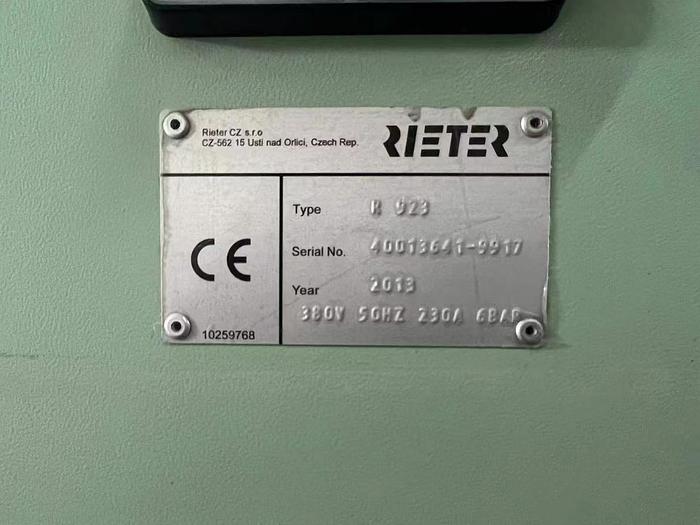 Rieter CZ s.r.o
CZ-562 15 Usti nad Orlici, Czech Rep.
RIETER
Type R 923
Serial No. 40013641-9917
Year 2013
380V 50HZ 230A 6BAR
CE
10259768